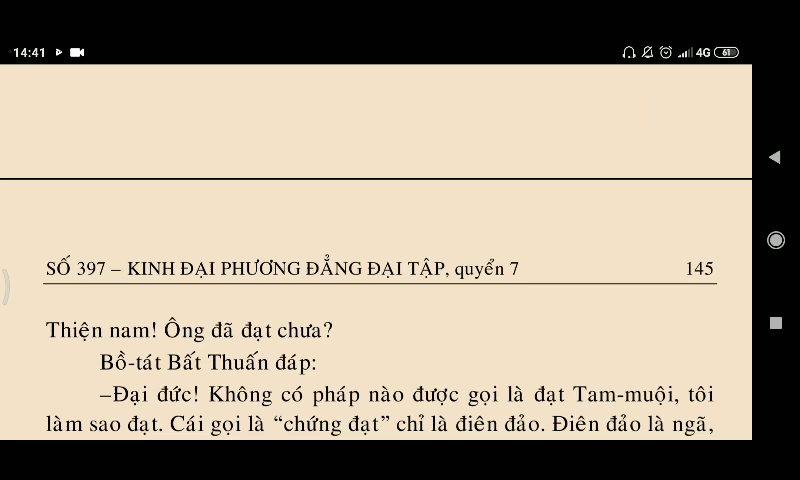 14:41
4G 61
SỐ 397 – KINH ĐẠI PHƯƠNG ĐẲNG ĐẠI TẬP, quyển 7 145
Thiện nam! Ông đã đạt chưa?
Bồ-tát Bất Thuấn đáp:
–Đại đức! Không có pháp nào được gọi là đạt Tam-muội, tôi
làm sao đạt. Cái gọi là “chứng đạt” chỉ là điên đảo. Điên đảo là ngã,